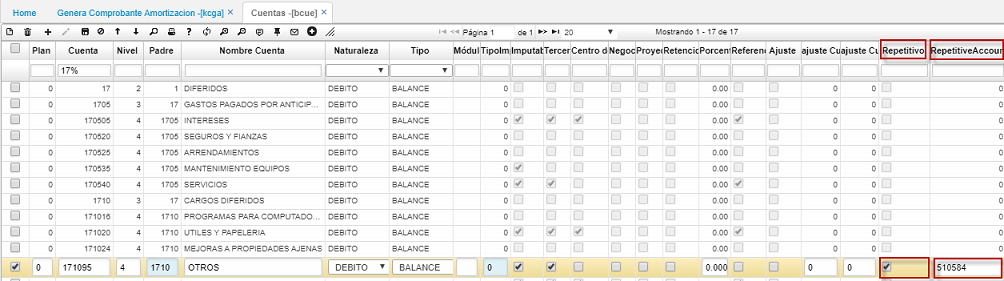 Home Genera Comprobante Amortizacion -[kcga] × Cuentas -[bcue] ×
Página 1 de 1 20 Mostrando 1 - 17 de 17
Plan Cuenta Nivel Padre Nombre Cuenta Naturaleza Tipo Módul TipoIm Imputab Tercer Centro d Negoc Proye Retencio Porcent Referen Ajuste ajuste Cu ajuste Cu Repetitivo RepetitiveAccoun
17%
0 17 2 1 DIFERIDOS DEBITO BALANCE 0 0.00 0 0 0
0 1705 3 17 GASTOS PAGADOS POR ANTICIP... DEBITO BALANCE 0 0.00 0 0 0
0 170505 4 1705 INTERESES DEBITO BALANCE 0 0.00 0 0 0
0 170520 4 1705 SEGUROS Y FIANZAS DEBITO BALANCE 0 0.00 0 0 0
0 170525 4 1705 ARRENDAMIENTOS DEBITO BALANCE 0 0.00 0 0 0
0 170535 4 1705 MANTENIMIENTO EQUIPOS DEBITO BALANCE 0 0.00 0 0 0
0 170540 4 1705 SERVICIOS DEBITO BALANCE 0 0.00 0 0 0
0 1710 3 17 CARGOS DIFERIDOS DEBITO BALANCE 0 0.00 0 0 0
0 171016 4 1710 PROGRAMAS PARA COMPUTADO... DEBITO BALANCE 0 0.00 0 0 0
0 171020 4 1710 UTILES Y PAPELERIA DEBITO BALANCE 0 0.00 0 0 0
0 171024 4 1710 MEJORAS A PROPIEDADES AJENAS DEBITO BALANCE 0 0.00 0 0 0
0 171095 4 1710 OTROS DEBITO BALANCE 0 0.000 0 0 510584